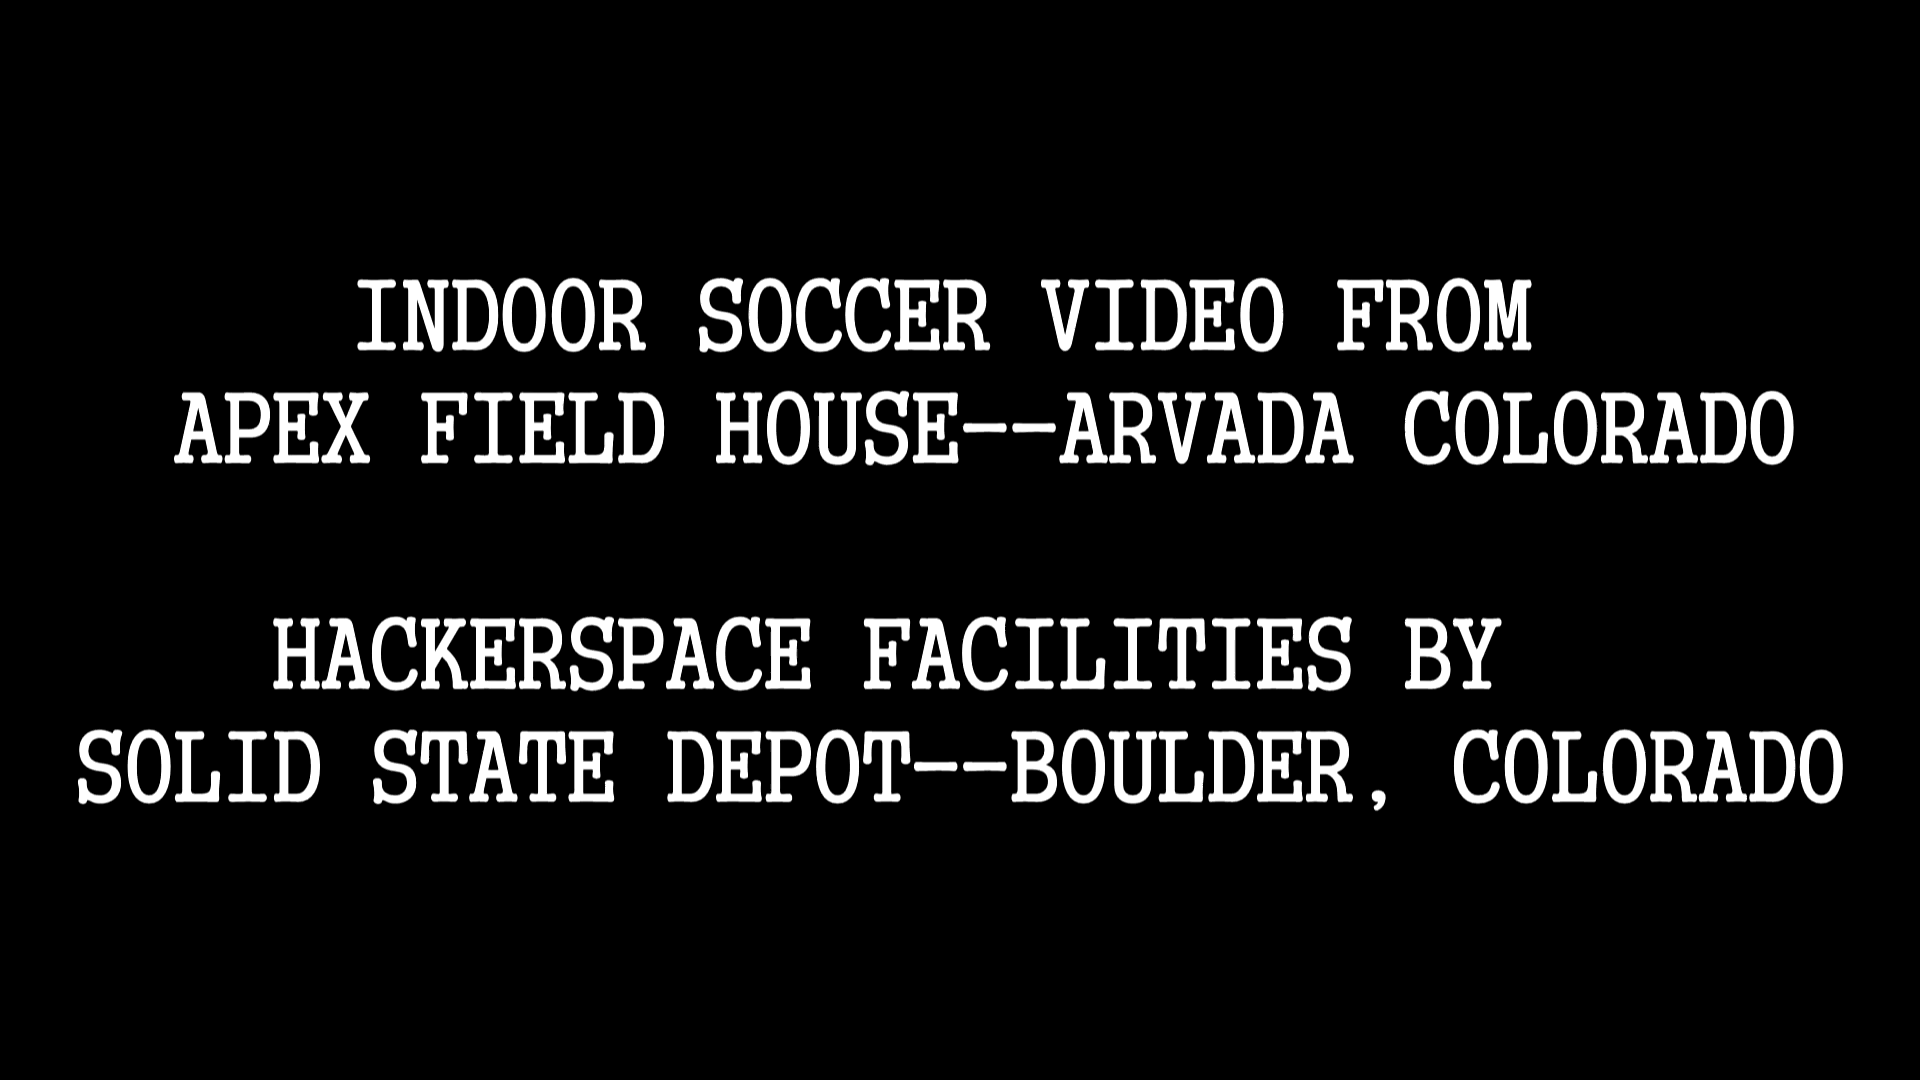 INDOOR SOCCER VIDEO FROM
APEX FIELD HOUSE--ARVADA COLORADO
HACKERSPACE FACILITIES BY
SOLID STATE DEPOT--BOULDER, COLORADO